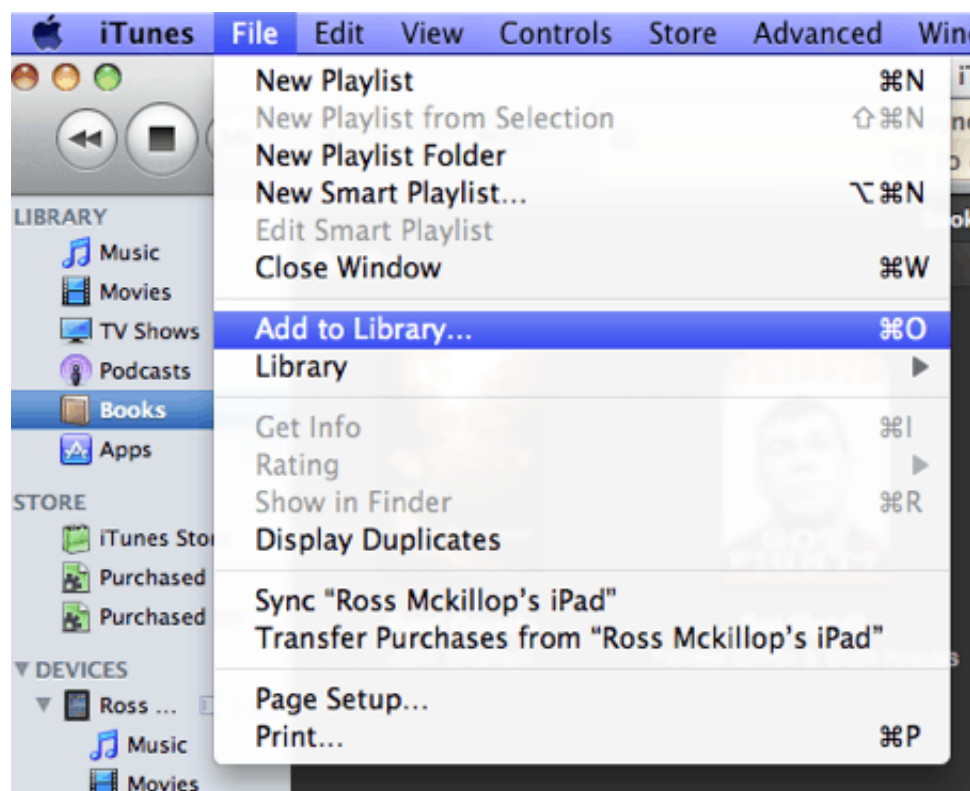 iTunes File Edit View Controls Store Advanced
New Playlist ⌘N
New Playlist from Selection ⇧⌘N
New Playlist Folder
New Smart Playlist... ⌥⌘N
Edit Smart Playlist
Close Window ⌘W
Add to Library... ⌘O
Library
Get Info ⌘I
Rating
Show in Finder ⌘R
Display Duplicates
Sync “Ross Mckillop's iPad”
Transfer Purchases from “Ross Mckillop's iPad”
Page Setup...
Print... ⌘P
LIBRARY
Music
Movies
TV Shows
Podcasts
Books
Apps
STORE
iTunes Sto
Purchased
Purchased
DEVICES
Ross ...
Music
Movies